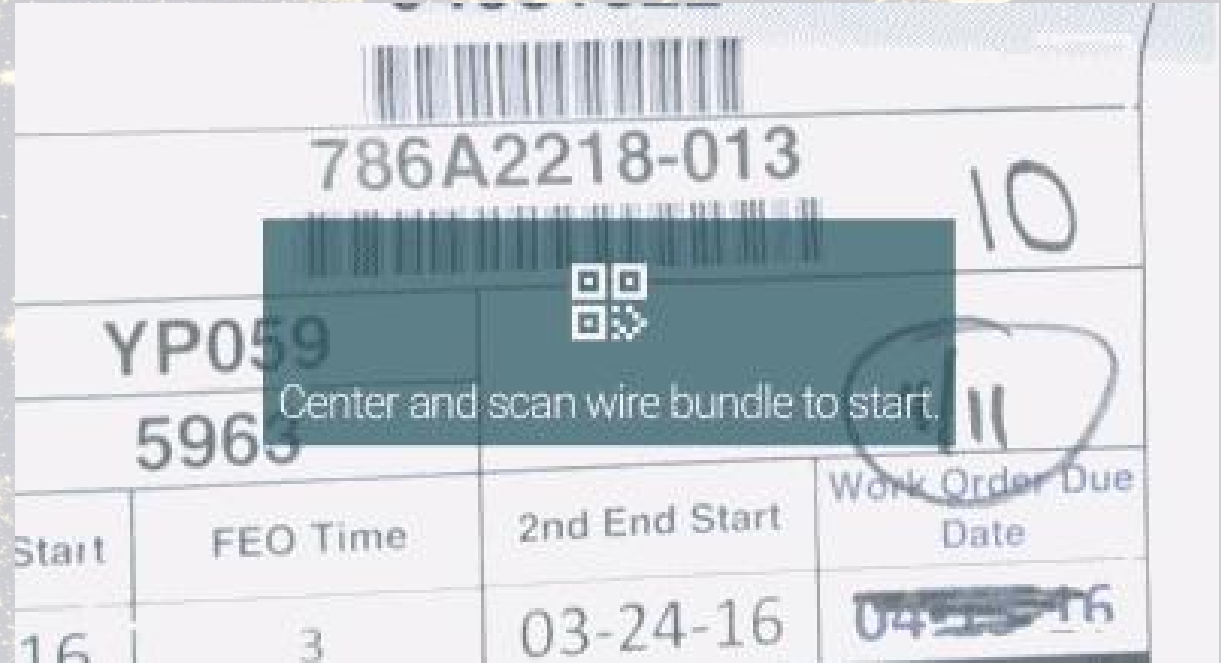 786A2218-013
10
YP059
Center and scan wire bundle to start.
11
5963
Work Order Due
Date
Start
FEO Time
2nd End Start
16
3
03-24-16